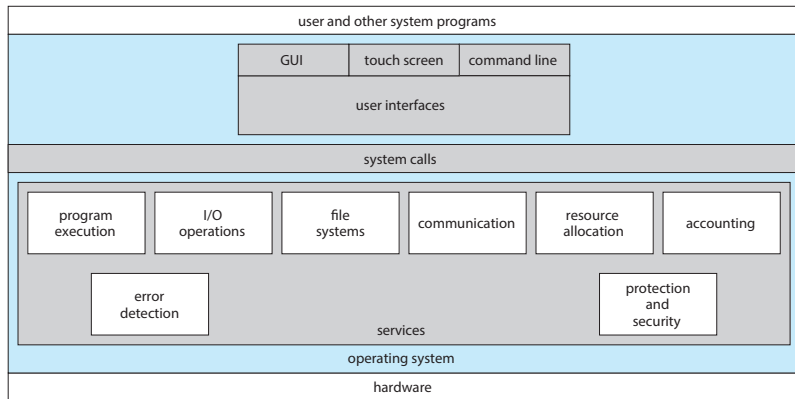 user and other system programs
GUI
touch screen
command line
user interfaces
system calls
program
execution
I/O
operations
file
systems
communication
resource
allocation
accounting
error
detection
protection
and
security
services
operating system
hardware